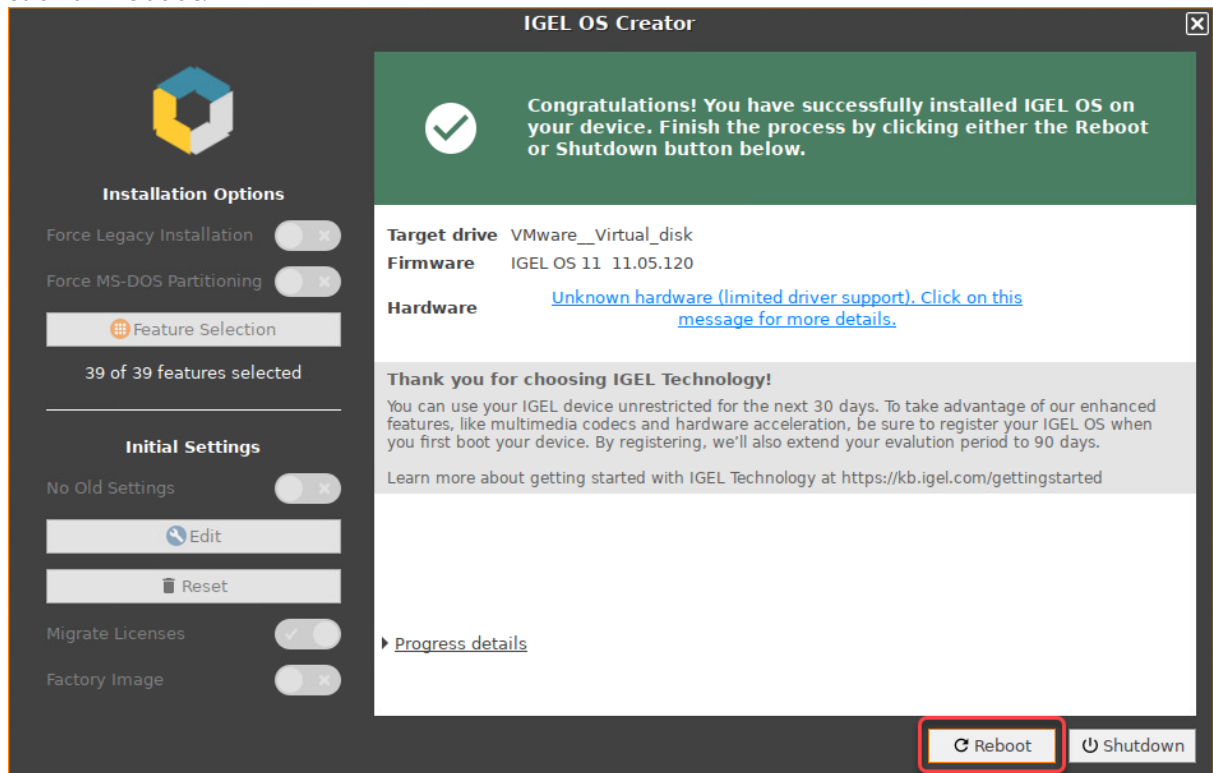 IGEL OS Creator
Congratulations! You have successfully installed IGEL OS on
your device. Finish the process by clicking either the Reboot
or Shutdown button below.
Installation Options
Force Legacy Installation
Force MS-DOS Partitioning
Feature Selection
39 of 39 features selected
Initial Settings
No Old Settings
Edit
Reset
Migrate Licenses
Factory Image
Target drive VMware__Virtual_disk
Firmware IGEL OS 11 11.05.120
Hardware Unknown hardware (limited driver support). Click on this
message for more details.
Thank you for choosing IGEL Technology!
You can use your IGEL device unrestricted for the next 30 days. To take advantage of our enhanced
features, like multimedia codecs and hardware acceleration, be sure to register your IGEL OS when
you first boot your device. By registering, we'll also extend your evalution period to 90 days.
Learn more about getting started with IGEL Technology at https://kb.igel.com/gettingstarted
Progress details
Reboot
Shutdown